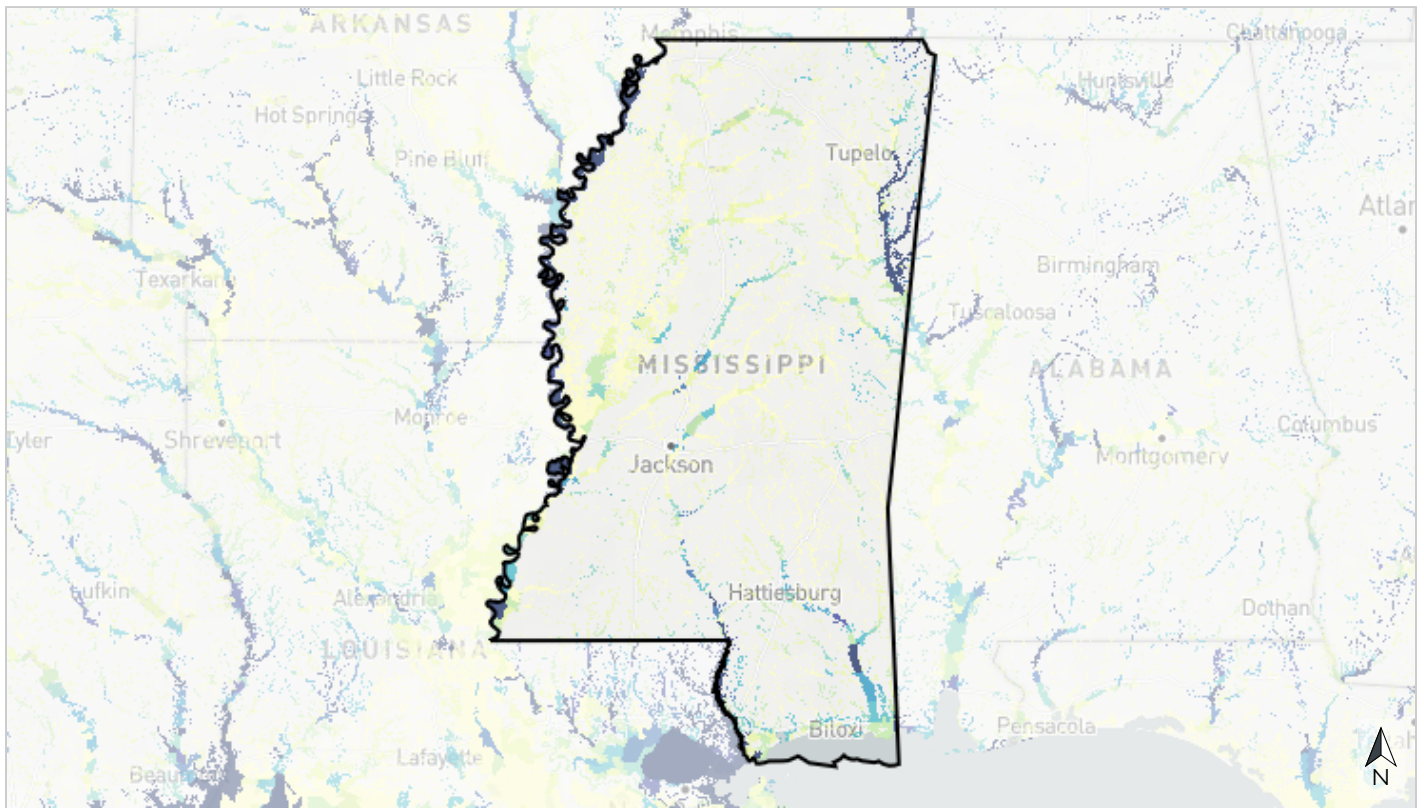 ARKANSAS
Memphis
Chattanooga
Little Rock
Huntsville
Hot Springs
Pine Bluff
Tupelo
Atlan
Texarkana
Birmingham
Tuscaloosa
MISSISSIPPI
ALABAMA
Monroe
Tyler
Shreveport
Columbus
Jackson
Montgomery
Lufkin
Alexandria
Hattiesburg
Dothan
LOUISIANA
Biloxi
Pensacola
Lafayette
N